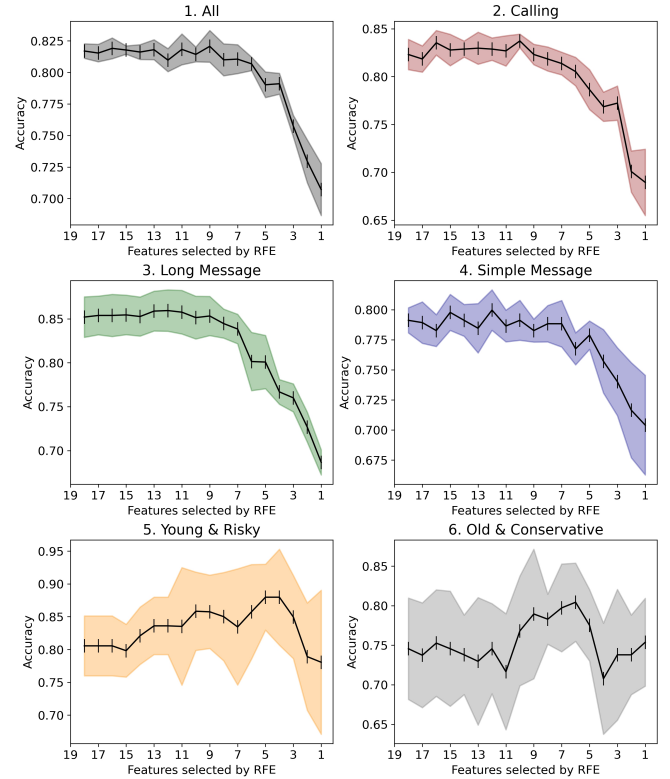 1. All
Accuracy
0.825
0.800
0.775
0.750
0.725
0.700
19 17 15 13 11 9 7 5 3 1
Features selected by RFE
2. Calling
Accuracy
0.85
0.80
0.75
0.70
0.65
19 17 15 13 11 9 7 5 3 1
Features selected by RFE
3. Long Message
Accuracy
0.85
0.80
0.75
0.70
19 17 15 13 11 9 7 5 3 1
Features selected by RFE
4. Simple Message
Accuracy
0.800
0.775
0.750
0.725
0.700
0.675
19 17 15 13 11 9 7 5 3 1
Features selected by RFE
5. Young & Risky
Accuracy
0.95
0.90
0.85
0.80
0.75
0.70
19 17 15 13 11 9 7 5 3 1
Features selected by RFE
6. Old & Conservative
Accuracy
0.85
0.80
0.75
0.70
0.65
19 17 15 13 11 9 7 5 3 1
Features selected by RFE